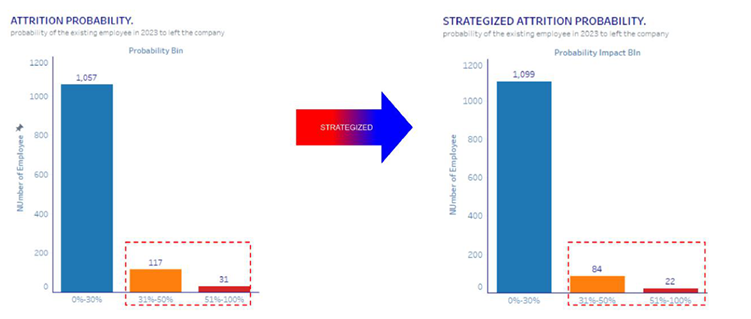 ATTRITION PROBABILITY.
probability of the existing employee in 2023 to left the company
Probability Bin
NUmber of Employee
1200
1000
800
600
400
200
0
1,057
117
31
0%-30%
31%-50%
51%-100%
STRATEGIZED
STRATEGIZED ATTRITION PROBABILITY.
probability of the existing employee in 2023 to left the company
Probability Impact BIn
NUmber of Employee
1200
1000
800
600
400
200
0
1,099
84
22
0%-30%
31%-50%
51%-100%